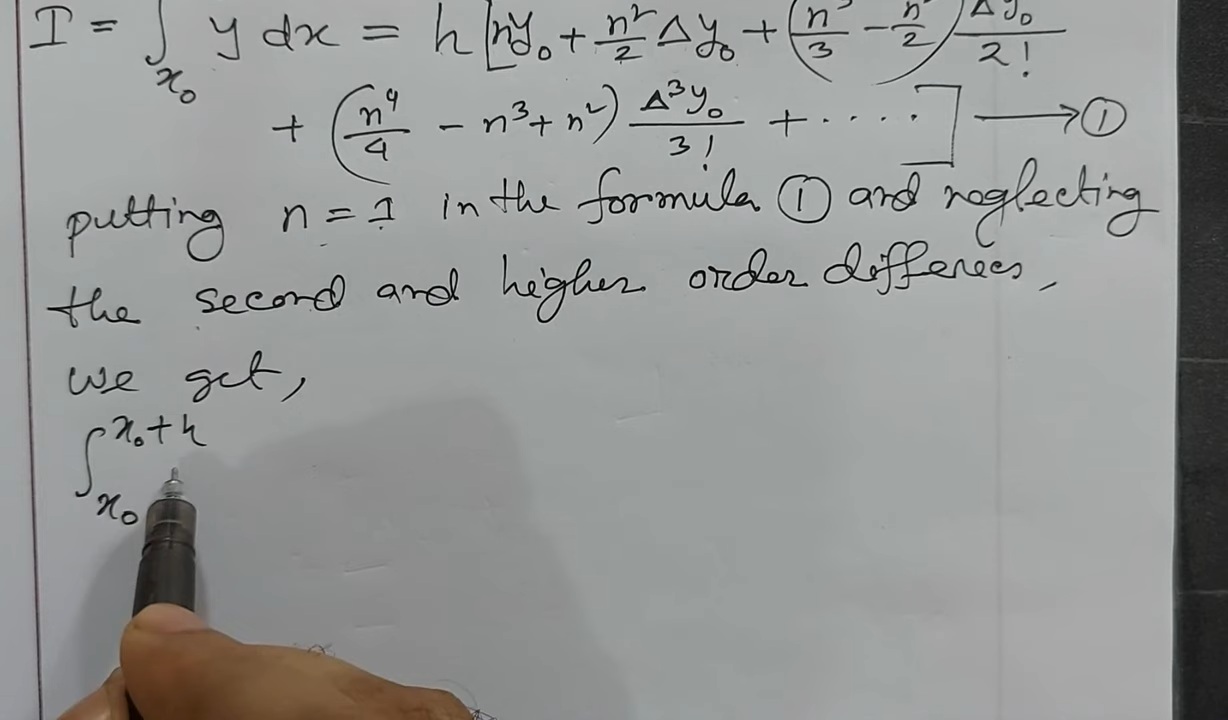 I = ∫_{x₀} y dx = h [ny₀ + n²/2 Δy₀ + (n³/3 − n²/2) Δ²y₀/2!
+ (n⁴/4 − n³ + n²) Δ³y₀/3! + ....] ⟶ ①
putting n = 1 in the formula ① and neglecting
the second and higher order differences,
we get,
∫_{x₀}^{x₀+h}